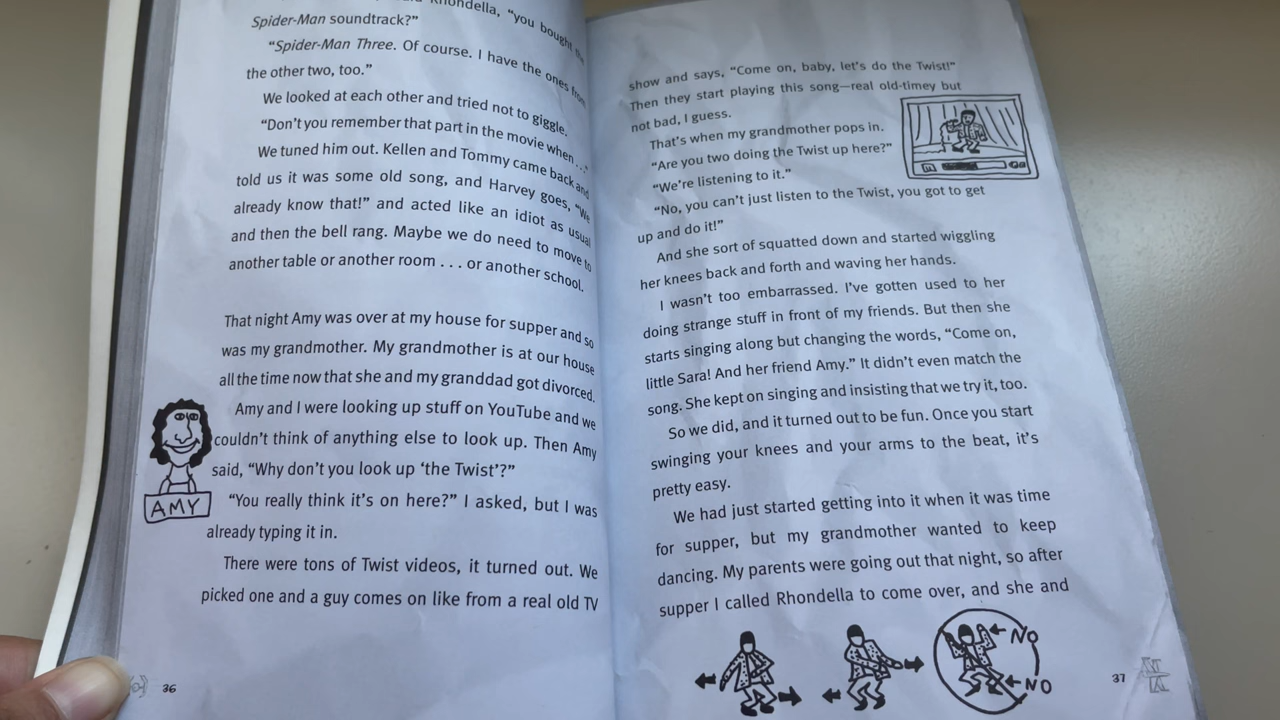 Rhondella, "you bought the
Spider-Man soundtrack?"
"Spider-Man Three. Of course. I have the ones from
the other two, too."
We looked at each other and tried not to giggle.
"Don't you remember that part in the movie when . . ."
We tuned him out. Kellen and Tommy came back and
told us it was some old song, and Harvey goes, "We
already know that!" and acted like an idiot as usual
and then the bell rang. Maybe we do need to move to
another table or another room . . . or another school.
That night Amy was over at my house for supper and so
was my grandmother. My grandmother is at our house
all the time now that she and my granddad got divorced.
Amy and I were looking up stuff on YouTube and we
couldn't think of anything else to look up. Then Amy
said, "Why don't you look up 'the Twist'?"
"You really think it's on here?" I asked, but I was
already typing it in.
There were tons of Twist videos, it turned out. We
picked one and a guy comes on like from a real old TV
AMY
36
show and says, "Come on, baby, let's do the Twist!"
Then they start playing this song—real old-timey but
not bad, I guess.
That's when my grandmother pops in.
"Are you two doing the Twist up here?"
"We're listening to it."
"No, you can't just listen to the Twist, you got to get
up and do it!"
And she sort of squatted down and started wiggling
her knees back and forth and waving her hands.
I wasn't too embarrassed. I've gotten used to her
doing strange stuff in front of my friends. But then she
starts singing along but changing the words, "Come on,
little Sara! And her friend Amy." It didn't even match the
song. She kept on singing and insisting that we try it, too.
So we did, and it turned out to be fun. Once you start
swinging your knees and your arms to the beat, it's
pretty easy.
We had just started getting into it when it was time
for supper, but my grandmother wanted to keep
dancing. My parents were going out that night, so after
supper I called Rhondella to come over, and she and
NO
NO
37